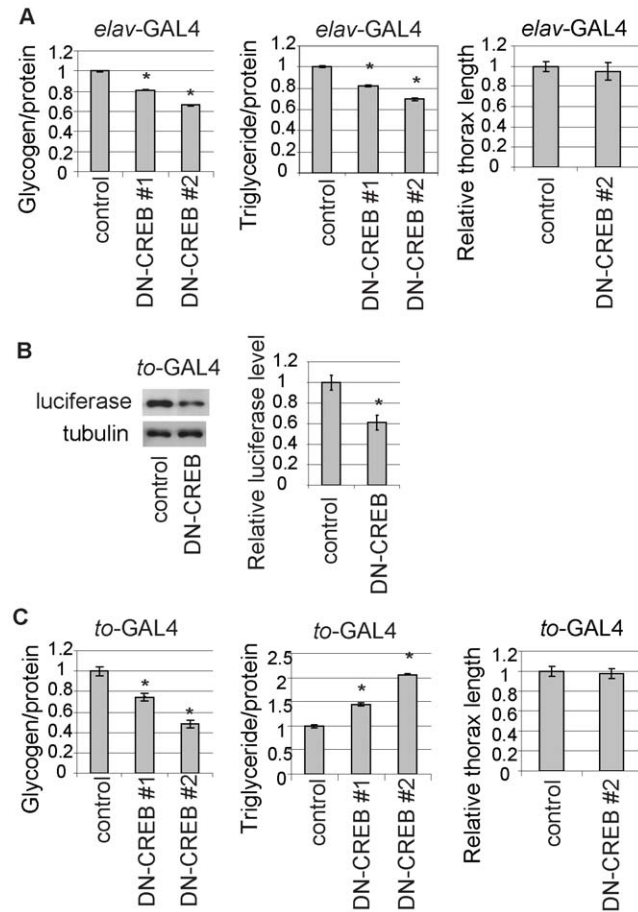 A
elav-GAL4
Glycogen/protein
1.2
1
0.8
0.6
0.4
0.2
0
*
*
control
DN-CREB #1
DN-CREB #2
elav-GAL4
Triglyceride/protein
1.2
1
0.8
0.6
0.4
0.2
0
*
*
control
DN-CREB #1
DN-CREB #2
elav-GAL4
Relative thorax length
1.2
1
0.8
0.6
0.4
0.2
0
control
DN-CREB #2
B
to-GAL4
luciferase
tubulin
control
DN-CREB
Relative luciferase level
1.2
1
0.8
0.6
0.4
0.2
0
*
control
DN-CREB
C
to-GAL4
Glycogen/protein
1.2
1
0.8
0.6
0.4
0.2
0
*
*
control
DN-CREB #1
DN-CREB #2
to-GAL4
Triglyceride/protein
2.5
2
1.5
1
0.5
0
*
*
control
DN-CREB #1
DN-CREB #2
to-GAL4
Relative thorax length
1.2
1
0.8
0.6
0.4
0.2
0
control
DN-CREB #2